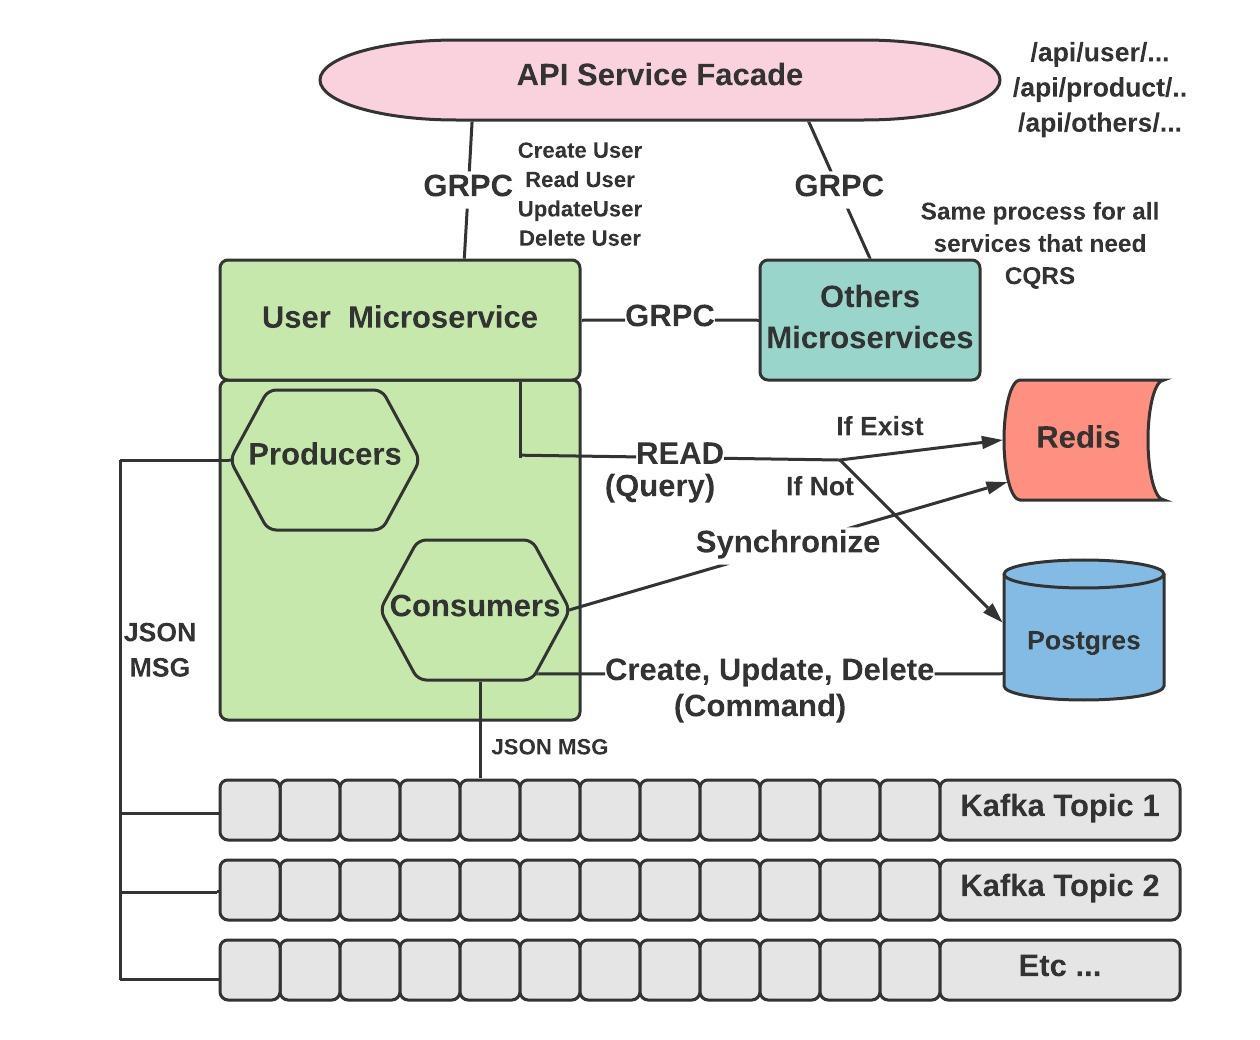 API Service Facade
/api/user/...
/api/product/..
/api/others/...
GRPC
Create User
Read User
UpdateUser
Delete User
GRPC
Same process for all
services that need
CQRS
User  Microservice
GRPC
Others
Microservices
Producers
READ
(Query)
If Exist
If Not
Redis
Synchronize
Consumers
Postgres
Create, Update, Delete
(Command)
JSON
MSG
JSON MSG
Kafka Topic 1
Kafka Topic 2
Etc ...